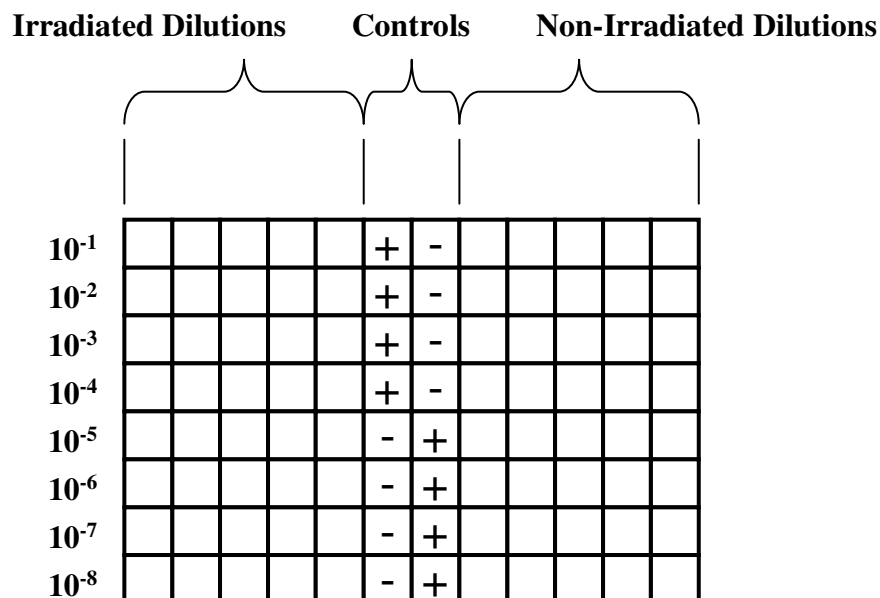 Irradiated Dilutions Controls Non-Irradiated Dilutions
10-1 + -
10-2 + -
10-3 + -
10-4 + -
10-5 - +
10-6 - +
10-7 - +
10-8 - +